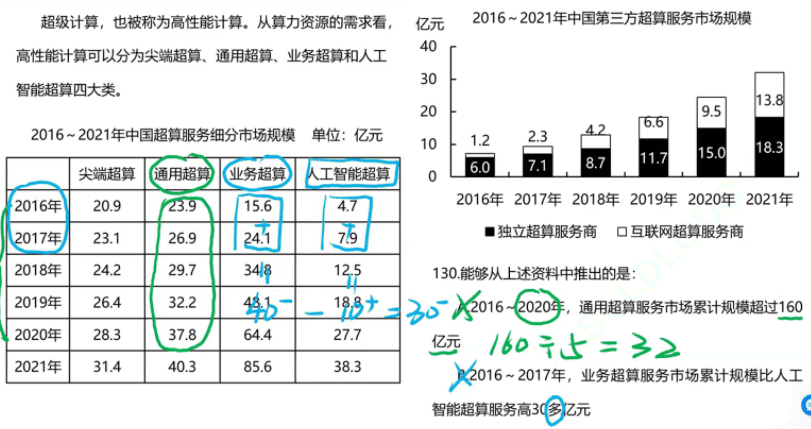 超级计算，也被称为高性能计算。从算力资源的需求看，
高性能计算可以分为尖端超算、通用超算、业务超算和人工
智能超算四大类。
2016～2021年中国超算服务细分市场规模 单位：亿元
尖端超算 通用超算 业务超算 人工智能超算
2016年 20.9 23.9 15.6 4.7
2017年 23.1 26.9 24.1 7.9
2018年 24.2 29.7 34.8 12.5
2019年 26.4 32.2 48.1 18.8
2020年 28.3 37.8 64.4 27.7
2021年 31.4 40.3 85.6 38.3
+ +
40⁻ - 10⁺ = 30⁻
2016～2021年中国第三方超算服务市场规模
亿元
40
30
20
10
0
1.2 2.3 4.2 6.6 9.5 13.8
6.0 7.1 8.7 11.7 15.0 18.3
2016年 2017年 2018年 2019年 2020年 2021年
■独立超算服务商 □互联网超算服务商
130.能够从上述资料中推出的是：
2016～2020年，通用超算服务市场累计规模超过160
亿元
160÷5=32
2016～2017年，业务超算服务市场累计规模比人工
智能超算服务高30多亿元